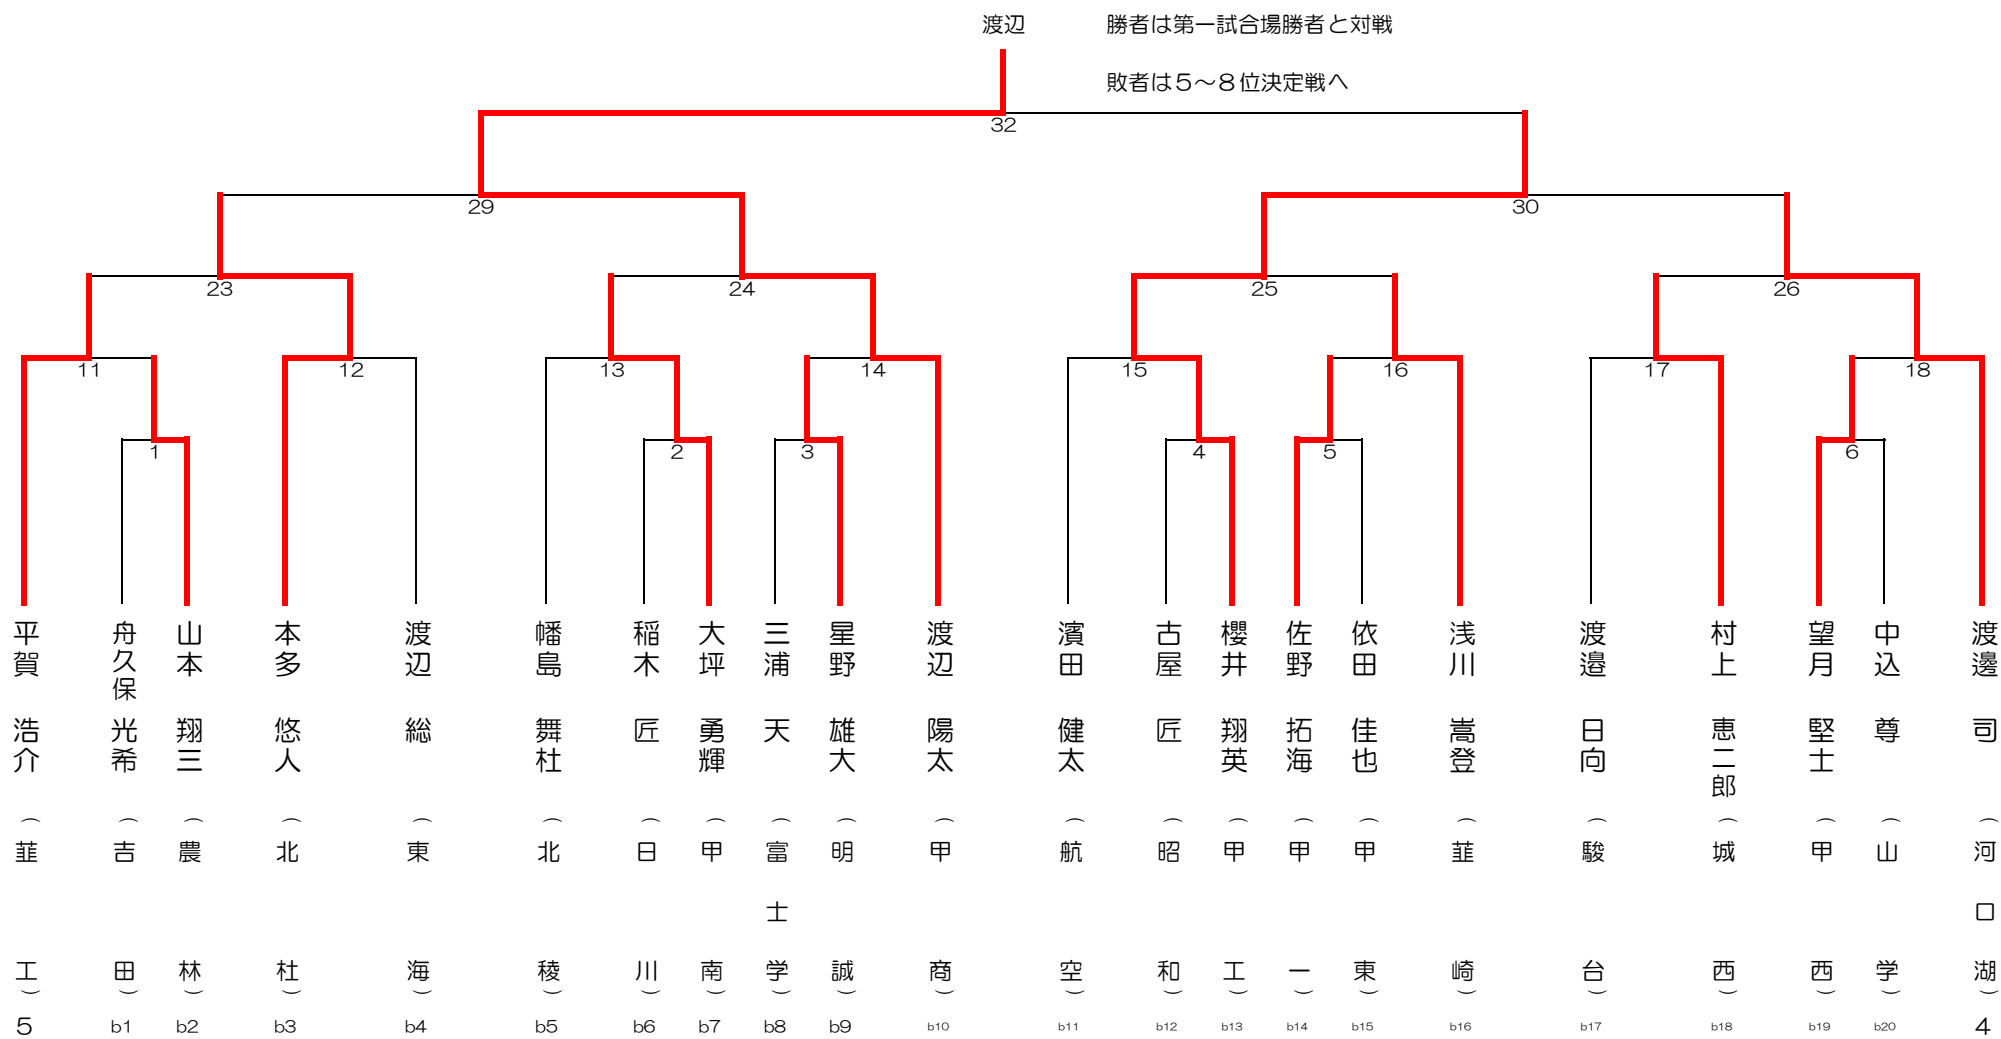 渡辺
勝者は第一試合場勝者と対戦
敗者は5～8位決定戦へ
32
29
30
23
24
25
26
11
12
13
14
15
16
17
18
1
2
3
4
5
6
平賀 浩介（韮工）
舟久保 光希（吉田）
山本 翔三（農林）
本多 悠人（北杜）
渡辺 総（東海）
幡島 舞杜（北稜）
稲木 匠（日川）
大坪 勇輝（甲南）
三浦 天（富士学）
星野 雄大（明誠）
渡辺 陽太（甲商）
濱田 健太（航空）
古屋 匠（昭和）
櫻井 翔英（甲工）
佐野 拓海（甲一）
依田 佳也（甲東）
浅川 嵩登（韮崎）
渡邉 日向（駿台）
村上 恵二郎（城西）
望月 堅士（甲西）
中込 尊（山学）
渡邊 司（河口湖）
5
b1
b2
b3
b4
b5
b6
b7
b8
b9
b10
b11
b12
b13
b14
b15
b16
b17
b18
b19
b20
4